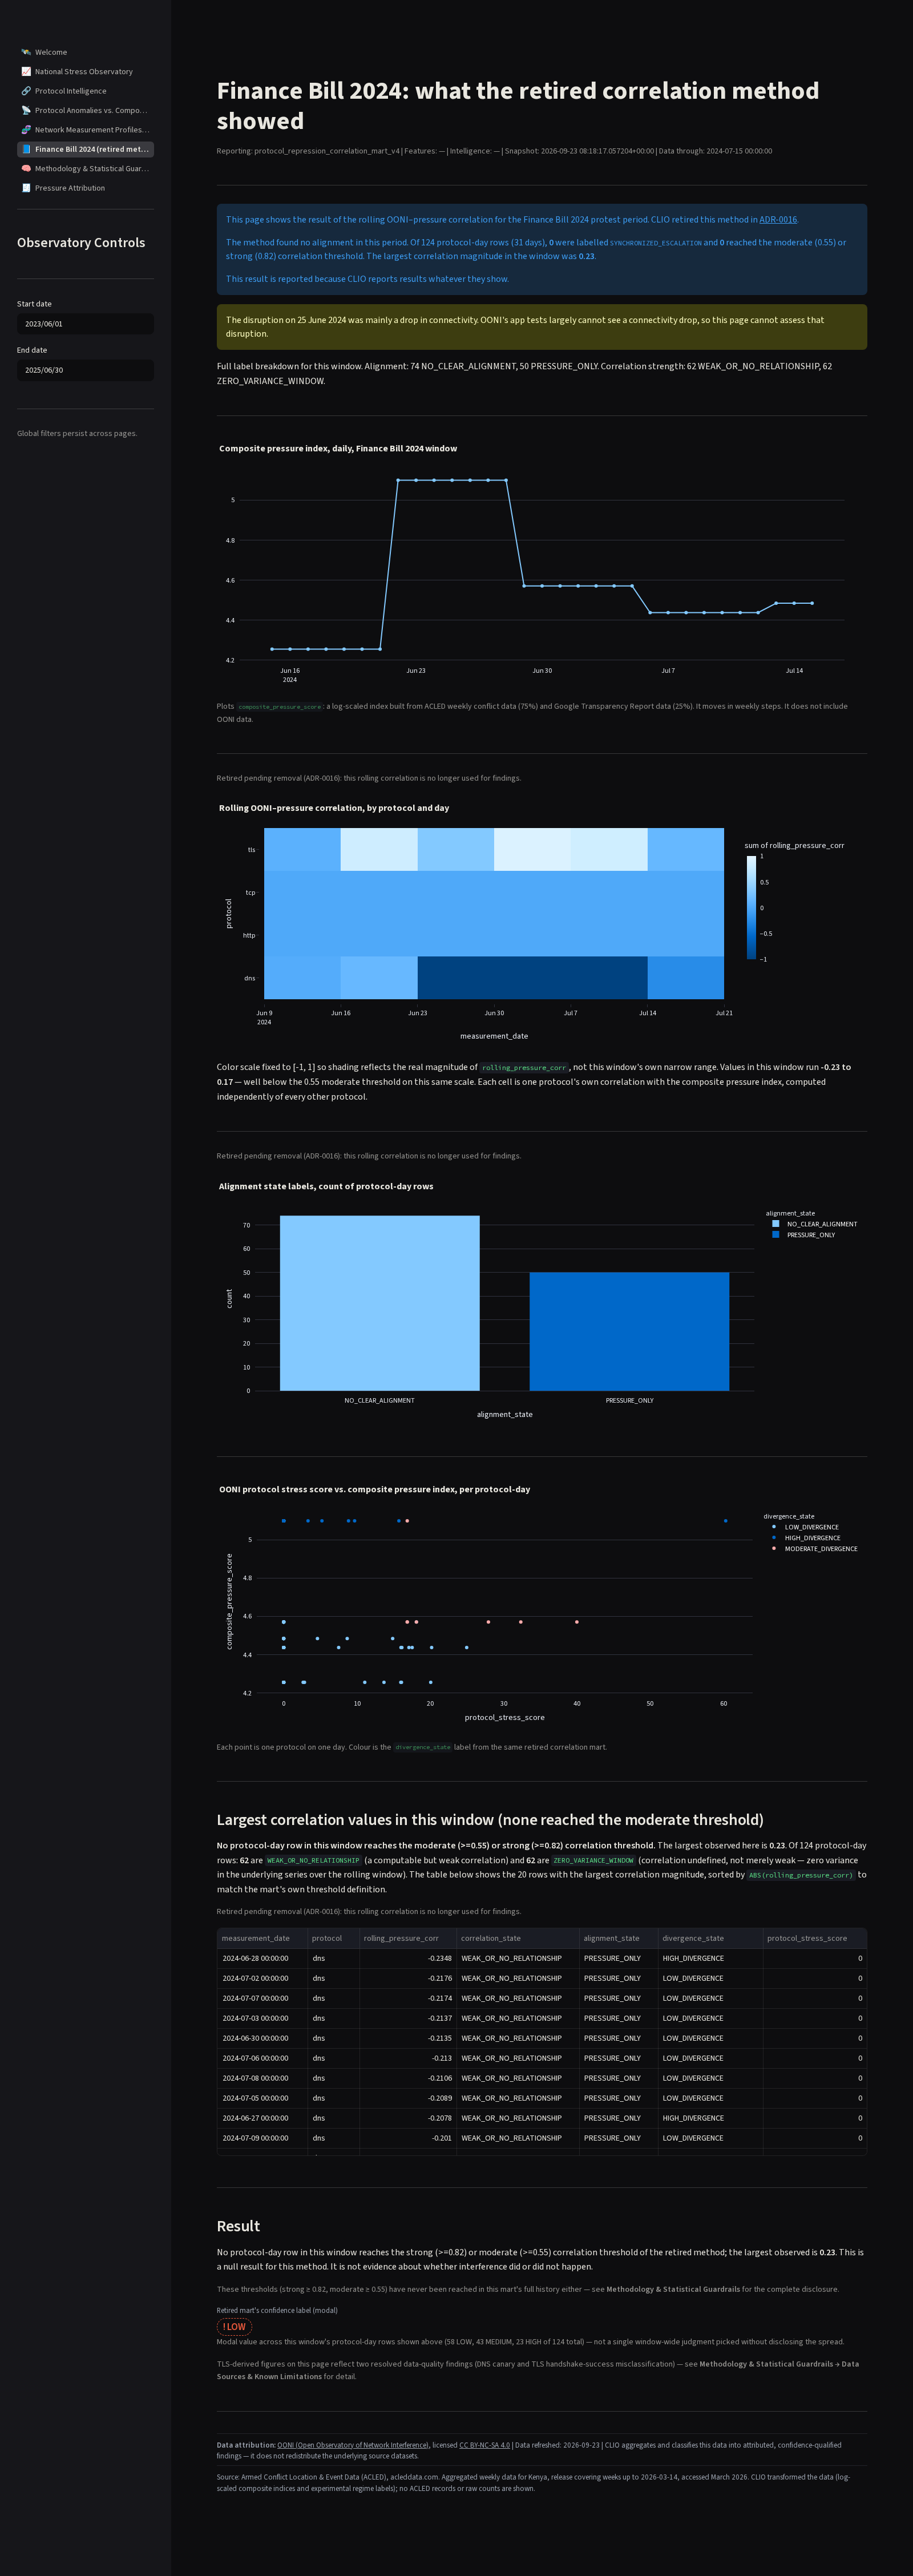 Welcome
National Stress Observatory
Protocol Intelligence
Protocol Anomalies vs. Compo…
Network Measurement Profiles…
Finance Bill 2024 (retired met…
Methodology & Statistical Guar…
Pressure Attribution
Observatory Controls
Start date
2023/06/01
End date
2025/06/30
Global filters persist across pages.
Finance Bill 2024: what the retired correlation method
showed
Reporting: protocol_repression_correlation_mart_v4 | Features: — | Intelligence: — | Snapshot: 2026-09-23 08:18:17.057204+00:00 | Data through: 2024-07-15 00:00:00
This page shows the result of the rolling OONI–pressure correlation for the Finance Bill 2024 protest period. CLIO retired this method in ADR-0016.
The method found no alignment in this period. Of 124 protocol-day rows (31 days), 0 were labelled SYNCHRONIZED_ESCALATION and 0 reached the moderate (0.55) or
strong (0.82) correlation threshold. The largest correlation magnitude in the window was 0.23.
This result is reported because CLIO reports results whatever they show.
The disruption on 25 June 2024 was mainly a drop in connectivity. OONI's app tests largely cannot see a connectivity drop, so this page cannot assess that
disruption.
Full label breakdown for this window. Alignment: 74 NO_CLEAR_ALIGNMENT, 50 PRESSURE_ONLY. Correlation strength: 62 WEAK_OR_NO_RELATIONSHIP, 62
ZERO_VARIANCE_WINDOW.
Composite pressure index, daily, Finance Bill 2024 window
5
4.8
4.6
4.4
4.2
Jun 16
2024
Jun 23
Jun 30
Jul 7
Jul 14
Plots composite_pressure_score: a log-scaled index built from ACLED weekly conflict data (75%) and Google Transparency Report data (25%). It moves in weekly steps. It does not include
OONI data.
Retired pending removal (ADR-0016): this rolling correlation is no longer used for findings.
Rolling OONI–pressure correlation, by protocol and day
sum of rolling_pressure_corr
1
0.5
0
−0.5
−1
protocol
tls
tcp
http
dns
Jun 9
2024
Jun 16
Jun 23
Jun 30
Jul 7
Jul 14
Jul 21
measurement_date
Color scale fixed to [-1, 1] so shading reflects the real magnitude of rolling_pressure_corr, not this window's own narrow range. Values in this window run -0.23 to
0.17 — well below the 0.55 moderate threshold on this same scale. Each cell is one protocol's own correlation with the composite pressure index, computed
independently of every other protocol.
Retired pending removal (ADR-0016): this rolling correlation is no longer used for findings.
Alignment state labels, count of protocol-day rows
alignment_state
NO_CLEAR_ALIGNMENT
PRESSURE_ONLY
count
70
60
50
40
30
20
10
0
NO_CLEAR_ALIGNMENT
PRESSURE_ONLY
alignment_state
OONI protocol stress score vs. composite pressure index, per protocol-day
divergence_state
LOW_DIVERGENCE
HIGH_DIVERGENCE
MODERATE_DIVERGENCE
composite_pressure_score
5
4.8
4.6
4.4
4.2
0
10
20
30
40
50
60
protocol_stress_score
Each point is one protocol on one day. Colour is the divergence_state label from the same retired correlation mart.
Largest correlation values in this window (none reached the moderate threshold)
No protocol-day row in this window reaches the moderate (>=0.55) or strong (>=0.82) correlation threshold. The largest observed here is 0.23. Of 124 protocol-day
rows: 62 are WEAK_OR_NO_RELATIONSHIP (a computable but weak correlation) and 62 are ZERO_VARIANCE_WINDOW (correlation undefined, not merely weak — zero variance
in the underlying series over the rolling window). The table below shows the 20 rows with the largest correlation magnitude, sorted by ABS(rolling_pressure_corr) to
match the mart's own threshold definition.
Retired pending removal (ADR-0016): this rolling correlation is no longer used for findings.
measurement_date protocol rolling_pressure_corr correlation_state alignment_state divergence_state protocol_stress_score
2024-06-28 00:00:00 dns -0.2348 WEAK_OR_NO_RELATIONSHIP PRESSURE_ONLY HIGH_DIVERGENCE 0
2024-07-02 00:00:00 dns -0.2176 WEAK_OR_NO_RELATIONSHIP PRESSURE_ONLY LOW_DIVERGENCE 0
2024-07-07 00:00:00 dns -0.2174 WEAK_OR_NO_RELATIONSHIP PRESSURE_ONLY LOW_DIVERGENCE 0
2024-07-03 00:00:00 dns -0.2137 WEAK_OR_NO_RELATIONSHIP PRESSURE_ONLY LOW_DIVERGENCE 0
2024-06-30 00:00:00 dns -0.2135 WEAK_OR_NO_RELATIONSHIP PRESSURE_ONLY LOW_DIVERGENCE 0
2024-07-06 00:00:00 dns -0.213 WEAK_OR_NO_RELATIONSHIP PRESSURE_ONLY LOW_DIVERGENCE 0
2024-07-08 00:00:00 dns -0.2106 WEAK_OR_NO_RELATIONSHIP PRESSURE_ONLY LOW_DIVERGENCE 0
2024-07-05 00:00:00 dns -0.2089 WEAK_OR_NO_RELATIONSHIP PRESSURE_ONLY LOW_DIVERGENCE 0
2024-06-27 00:00:00 dns -0.2078 WEAK_OR_NO_RELATIONSHIP PRESSURE_ONLY HIGH_DIVERGENCE 0
2024-07-09 00:00:00 dns -0.201 WEAK_OR_NO_RELATIONSHIP PRESSURE_ONLY LOW_DIVERGENCE 0
Result
No protocol-day row in this window reaches the strong (>=0.82) or moderate (>=0.55) correlation threshold of the retired method; the largest observed is 0.23. This is
a null result for this method. It is not evidence about whether interference did or did not happen.
These thresholds (strong ≥ 0.82, moderate ≥ 0.55) have never been reached in this mart's full history either — see Methodology & Statistical Guardrails for the complete disclosure.
Retired mart's confidence label (modal)
! LOW
Modal value across this window's protocol-day rows shown above (58 LOW, 43 MEDIUM, 23 HIGH of 124 total) — not a single window-wide judgment picked without disclosing the spread.
TLS-derived figures on this page reflect two resolved data-quality findings (DNS canary and TLS handshake-success misclassification) — see Methodology & Statistical Guardrails → Data
Sources & Known Limitations for detail.
Data attribution: OONI (Open Observatory of Network Interference), licensed CC BY-NC-SA 4.0 | Data refreshed: 2026-09-23 | CLIO aggregates and classifies this data into attributed, confidence-qualified
findings — it does not redistribute the underlying source datasets.
Source: Armed Conflict Location & Event Data (ACLED), acleddata.com. Aggregated weekly data for Kenya, release covering weeks up to 2026-03-14, accessed March 2026. CLIO transformed the data (log-
scaled composite indices and experimental regime labels); no ACLED records or raw counts are shown.